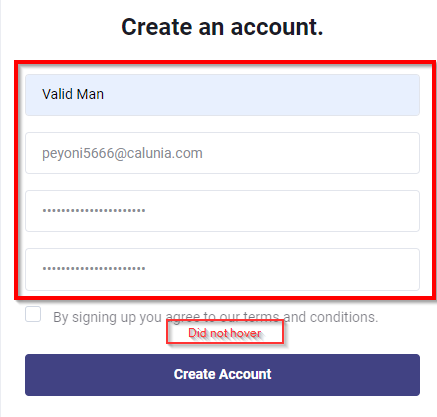 Create an account.
Valid Man
peyoni5666@calunia.com
••••••••••••••••••••••
••••••••••••••••••••••
By signing up you agree to our terms and conditions.
Did not hover
Create Account